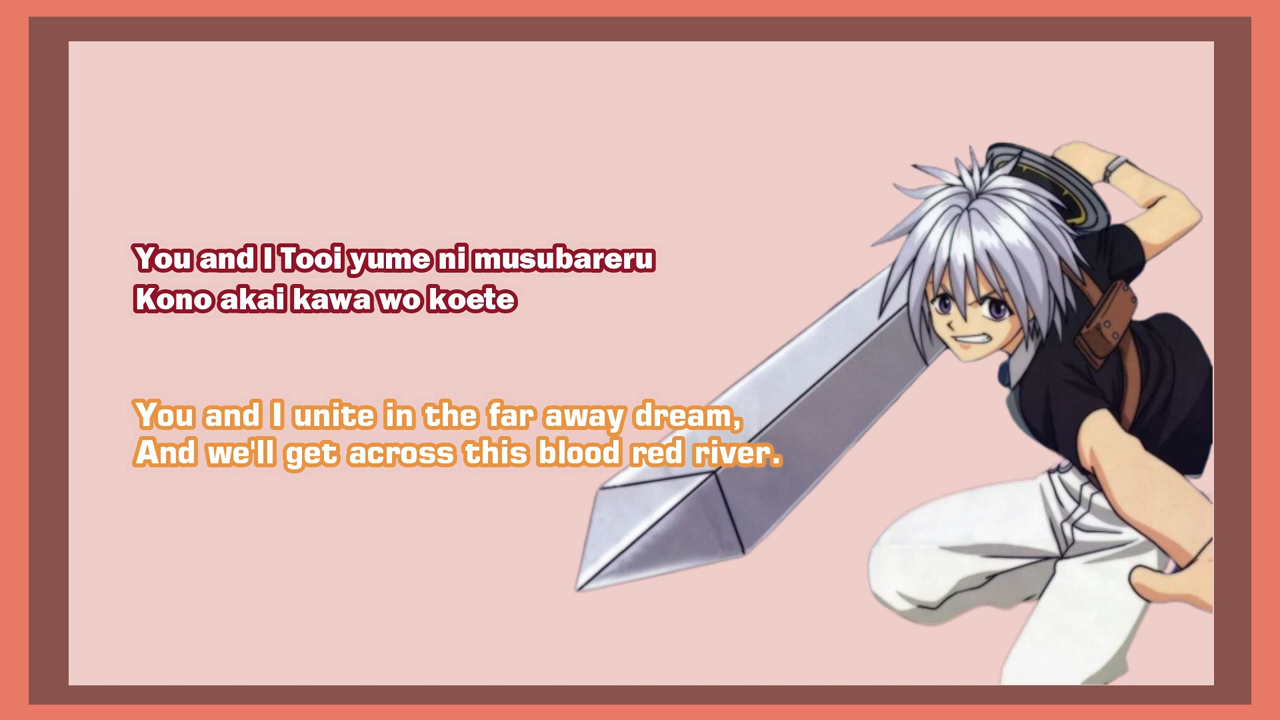 You and I Tooi yume ni musubareru
Kono akai kawa wo koete
You and I unite in the far away dream,
And we'll get across this blood red river.